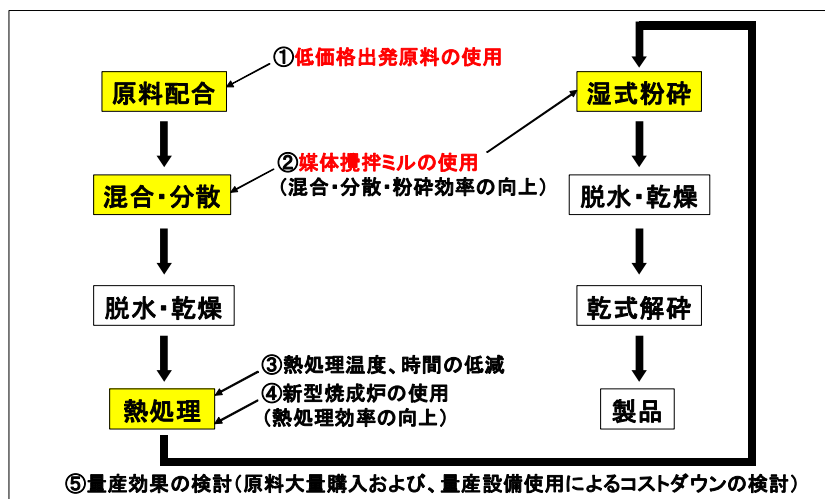 ①低価格出発原料の使用
原料配合
湿式粉砕
②媒体攪拌ミルの使用
(混合・分散・粉砕効率の向上)
混合・分散
脱水・乾燥
脱水・乾燥
乾式解砕
③熱処理温度、時間の低減
④新型焼成炉の使用
(熱処理効率の向上)
熱処理
製品
⑤量産効果の検討(原料大量購入および、量産設備使用によるコストダウンの検討)